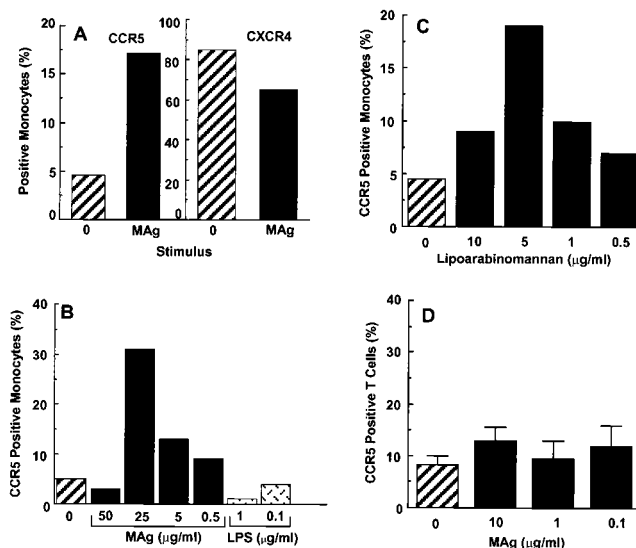 A
CCR5
CXCR4
Positive Monocytes (%)
20
15
10
5
0
100
80
60
40
20
0
0 MAg 0 MAg
Stimulus
B
CCR5 Positive Monocytes (%)
40
30
20
10
0
0 50 25 5 0.5 1 0.1
MAg (μg/ml) LPS (μg/ml)
C
CCR5 Positive Monocytes (%)
20
15
10
5
0
0 10 5 1 0.5
Lipoarabinomannan (μg/ml)
D
CCR5 Positive T Cells (%)
40
30
20
10
0
0 10 1 0.1
MAg (μg/ml)